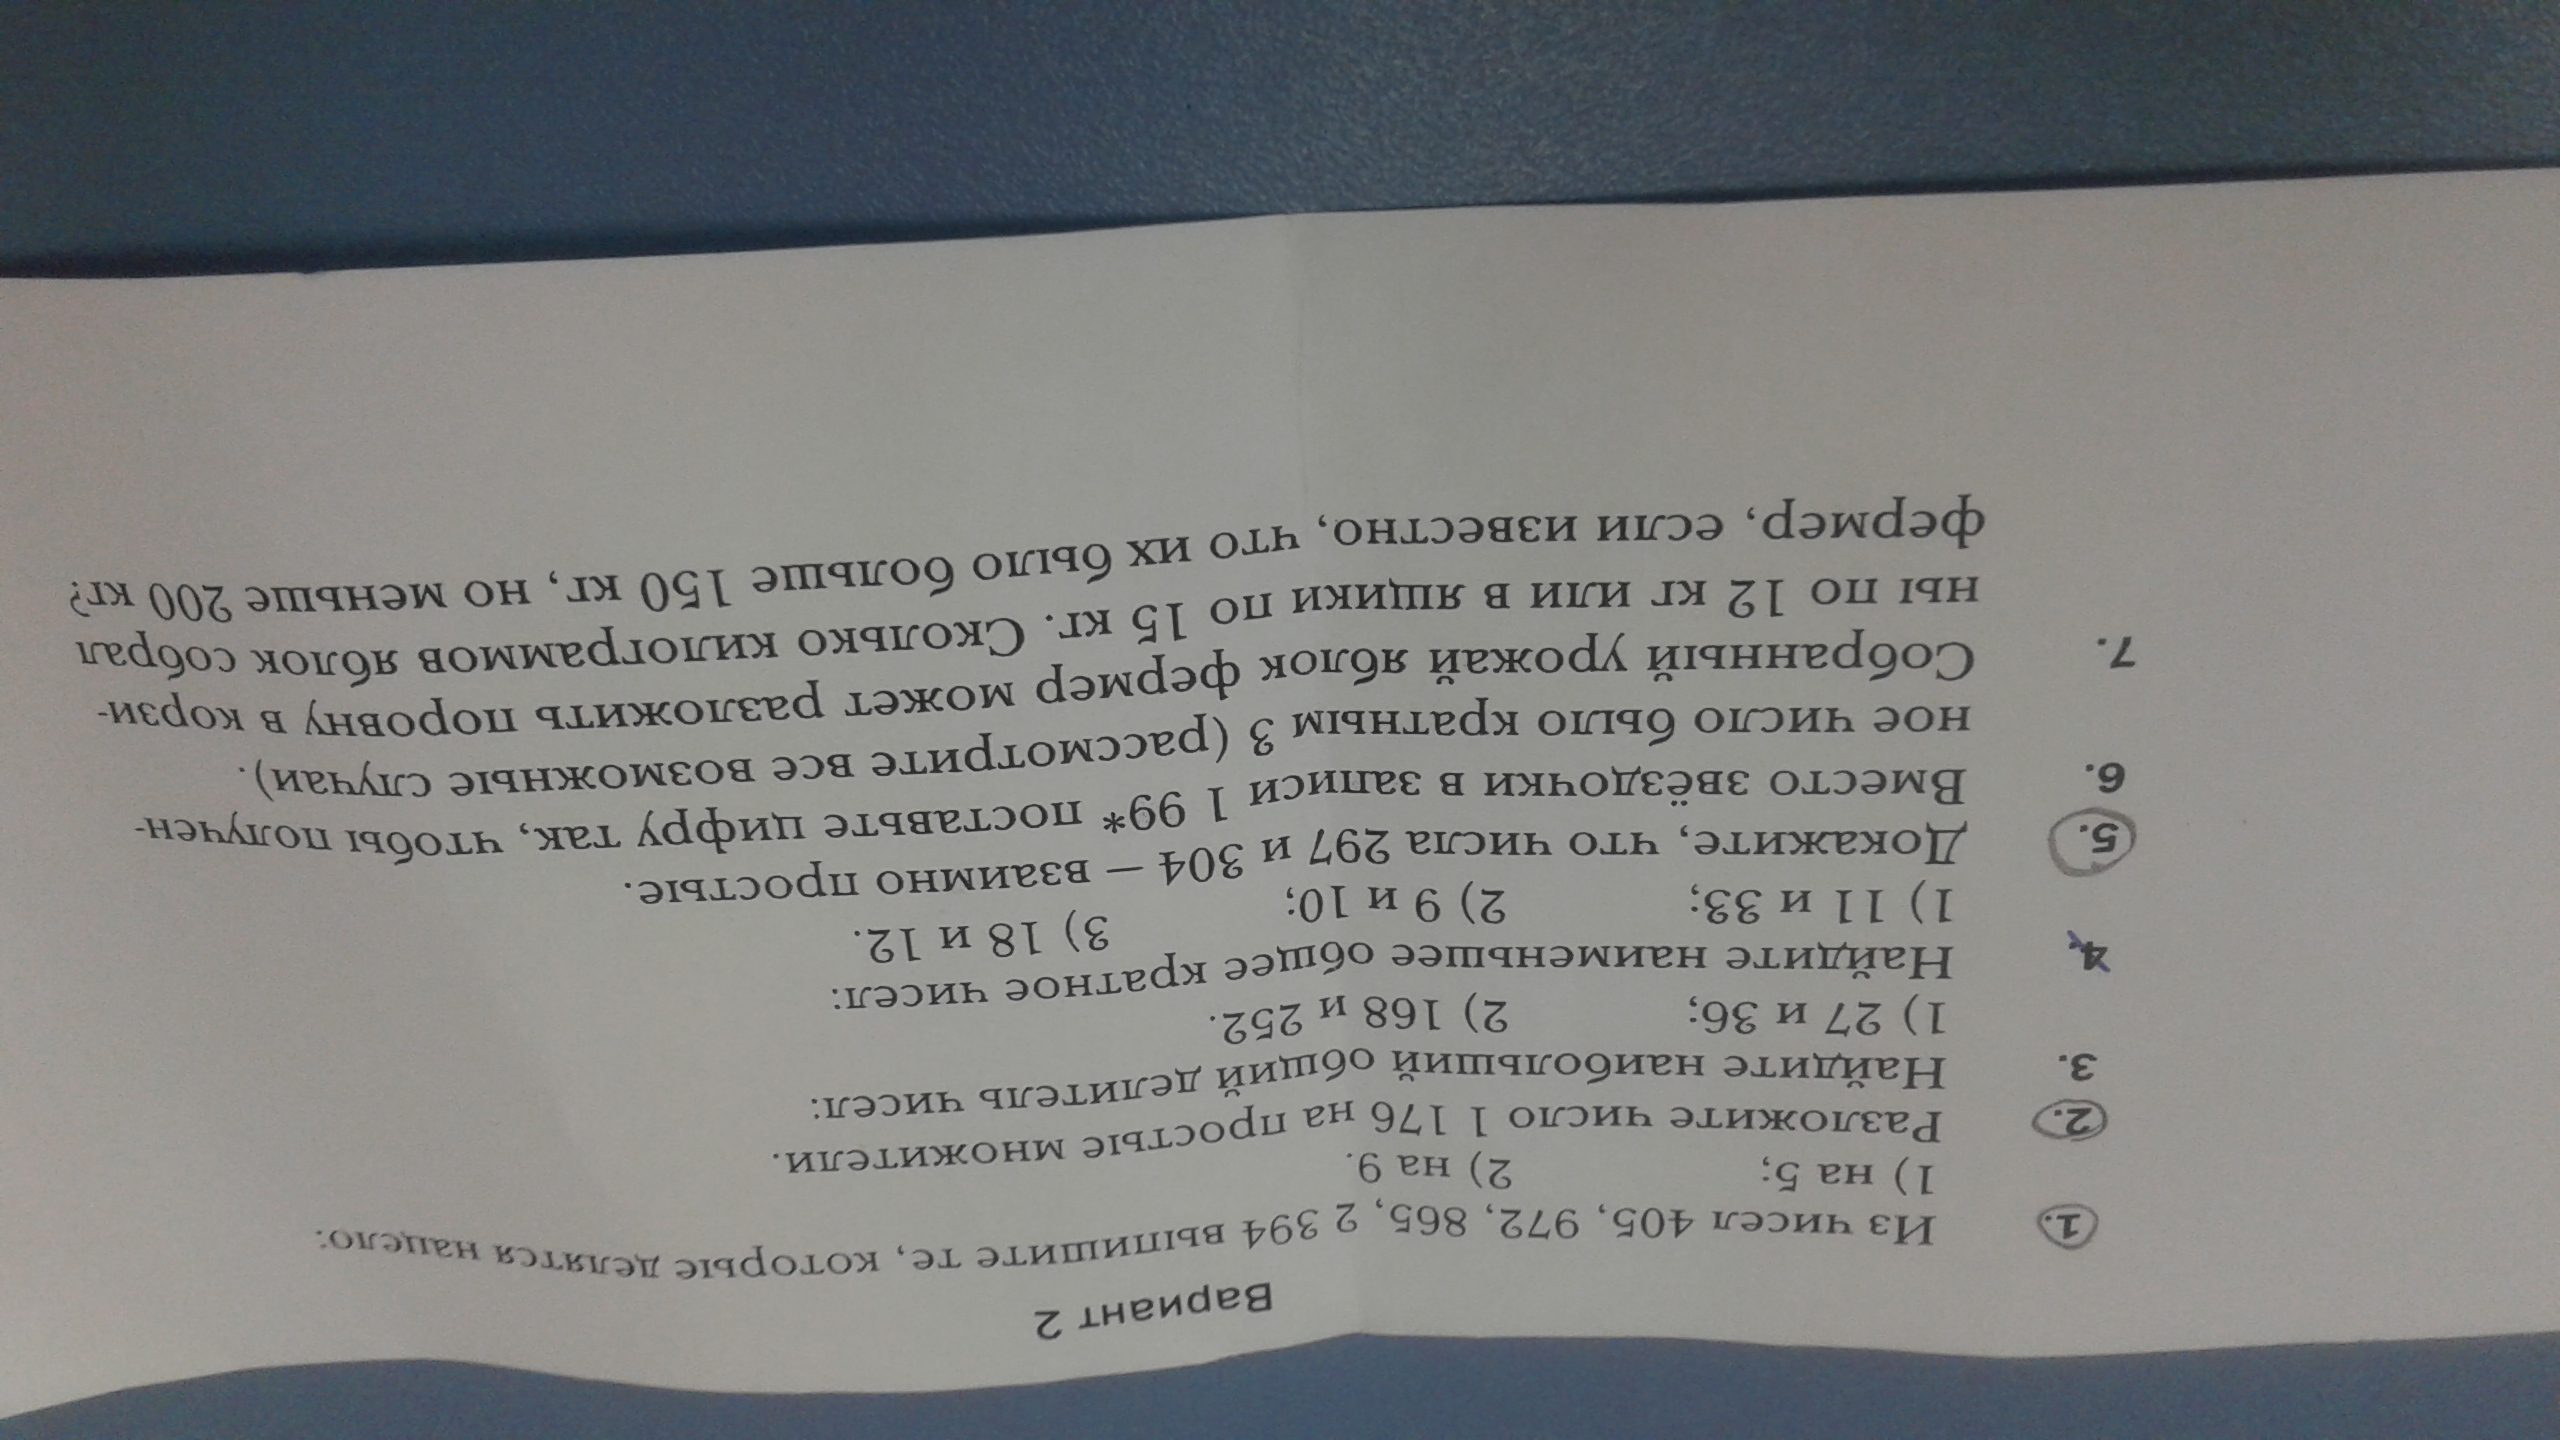 Вариант 2
1. Из чисел 405, 972, 865, 2 394 выпишите те, которые делятся нацело:
1) на 5; 2) на 9.
2. Разложите число 1 176 на простые множители.
3. Найдите наибольший общий делитель чисел:
1) 27 и 36; 2) 168 и 252.
4. Найдите наименьшее общее кратное чисел:
1) 11 и 33; 2) 9 и 10; 3) 18 и 12.
5. Докажите, что числа 297 и 304 — взаимно простые.
6. Вместо звёздочки в записи 1 99* поставьте цифру так, чтобы получен-
ное число было кратным 3 (рассмотрите все возможные случаи).
7. Собранный урожай яблок фермер может разложить поровну в корзи-
ны по 12 кг или в ящики по 15 кг. Сколько килограммов яблок собрал
фермер, если известно, что их было больше 150 кг, но меньше 200 кг?